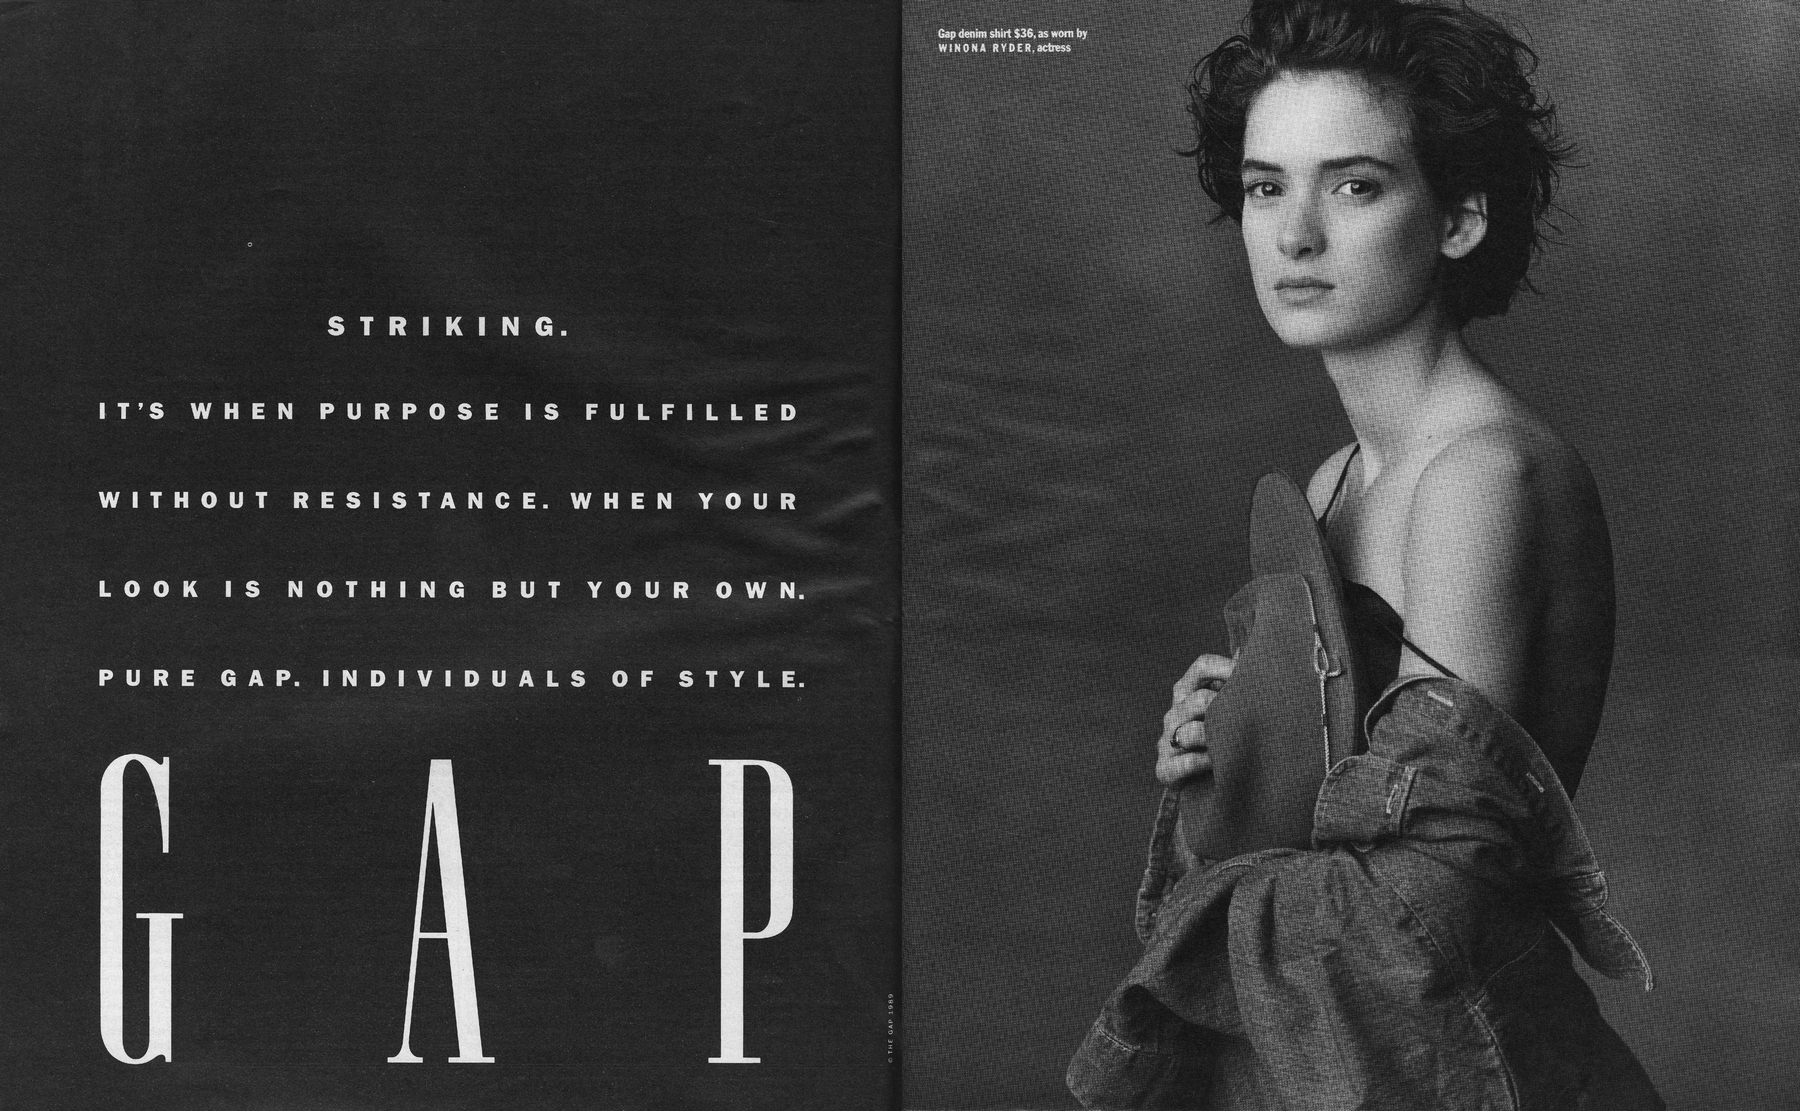 STRIKING.
IT'S WHEN PURPOSE IS FULFILLED
WITHOUT RESISTANCE. WHEN YOUR
LOOK IS NOTHING BUT YOUR OWN.
PURE GAP. INDIVIDUALS OF STYLE.
GAP
© THE GAP 1989
Gap denim shirt $36, as worn by
WINONA RYDER, actress